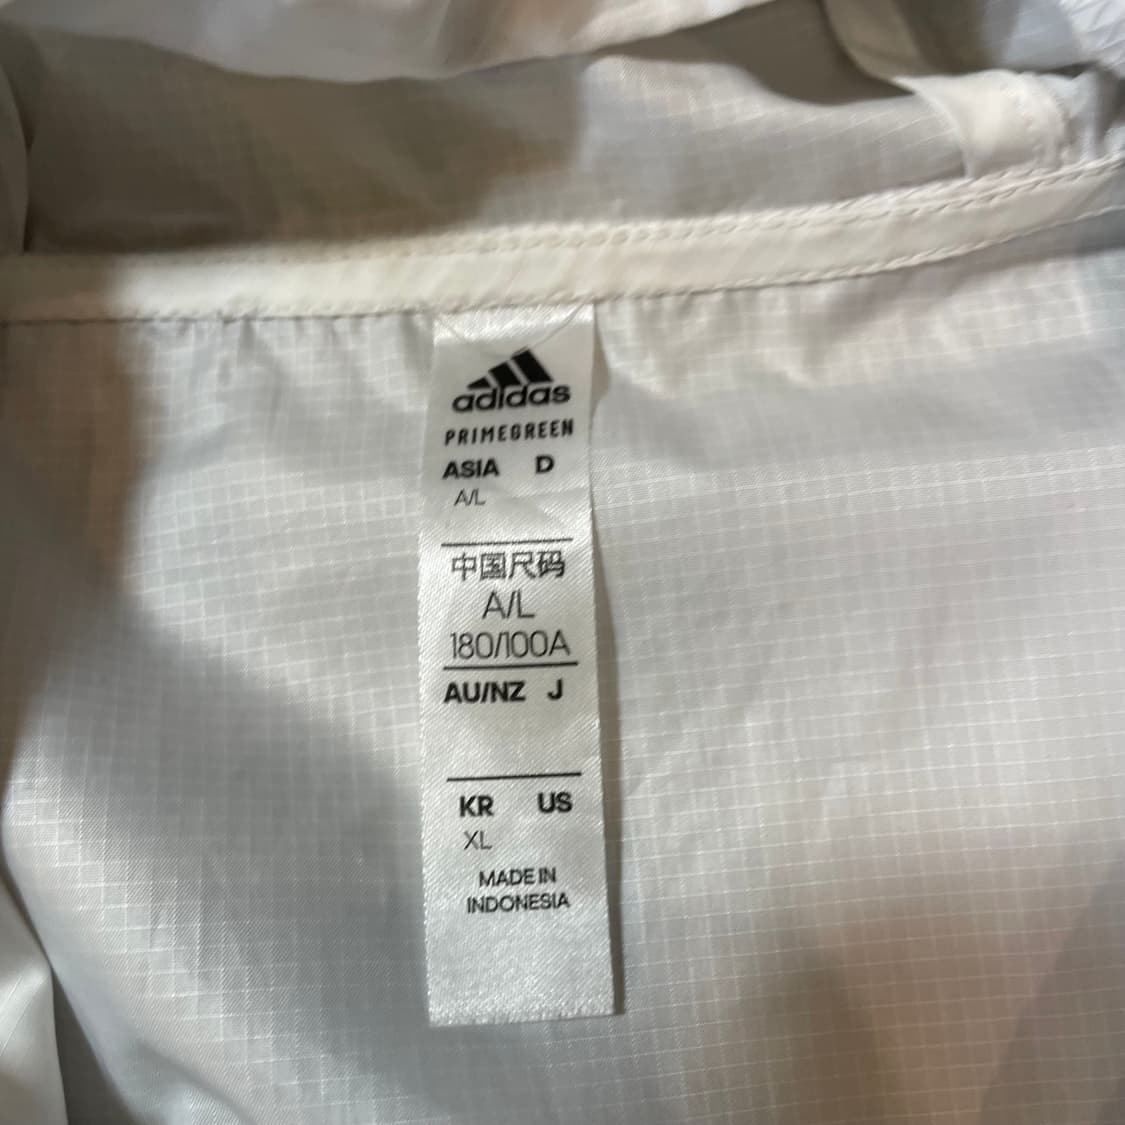 adidas
PRIMEGREEN
ASIA D
A/L
中国尺码
A/L
180/100A
AU/NZ J
KR US
XL
MADE IN
INDONESIA